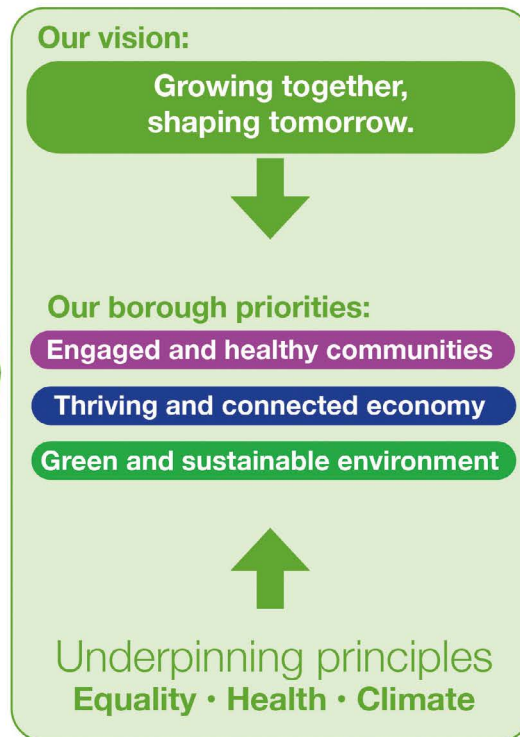 Our vision:
Growing together,
shaping tomorrow.
Our borough priorities:
Engaged and healthy communities
Thriving and connected economy
Green and sustainable environment
Underpinning principles
Equality • Health • Climate